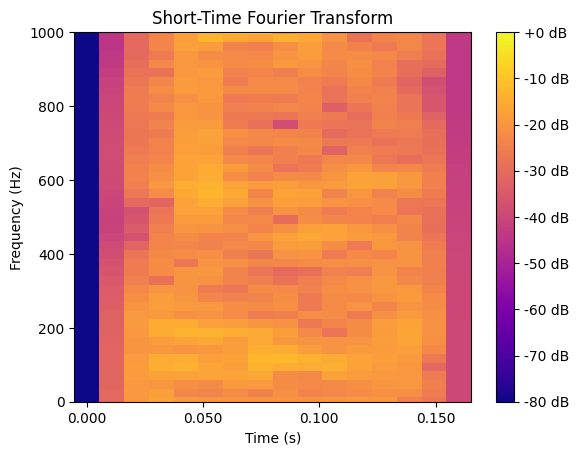 Short-Time Fourier Transform
1000
800
600
400
200
0
Frequency (Hz)
0.000
0.050
0.100
0.150
Time (s)
+0 dB
-10 dB
-20 dB
-30 dB
-40 dB
-50 dB
-60 dB
-70 dB
-80 dB